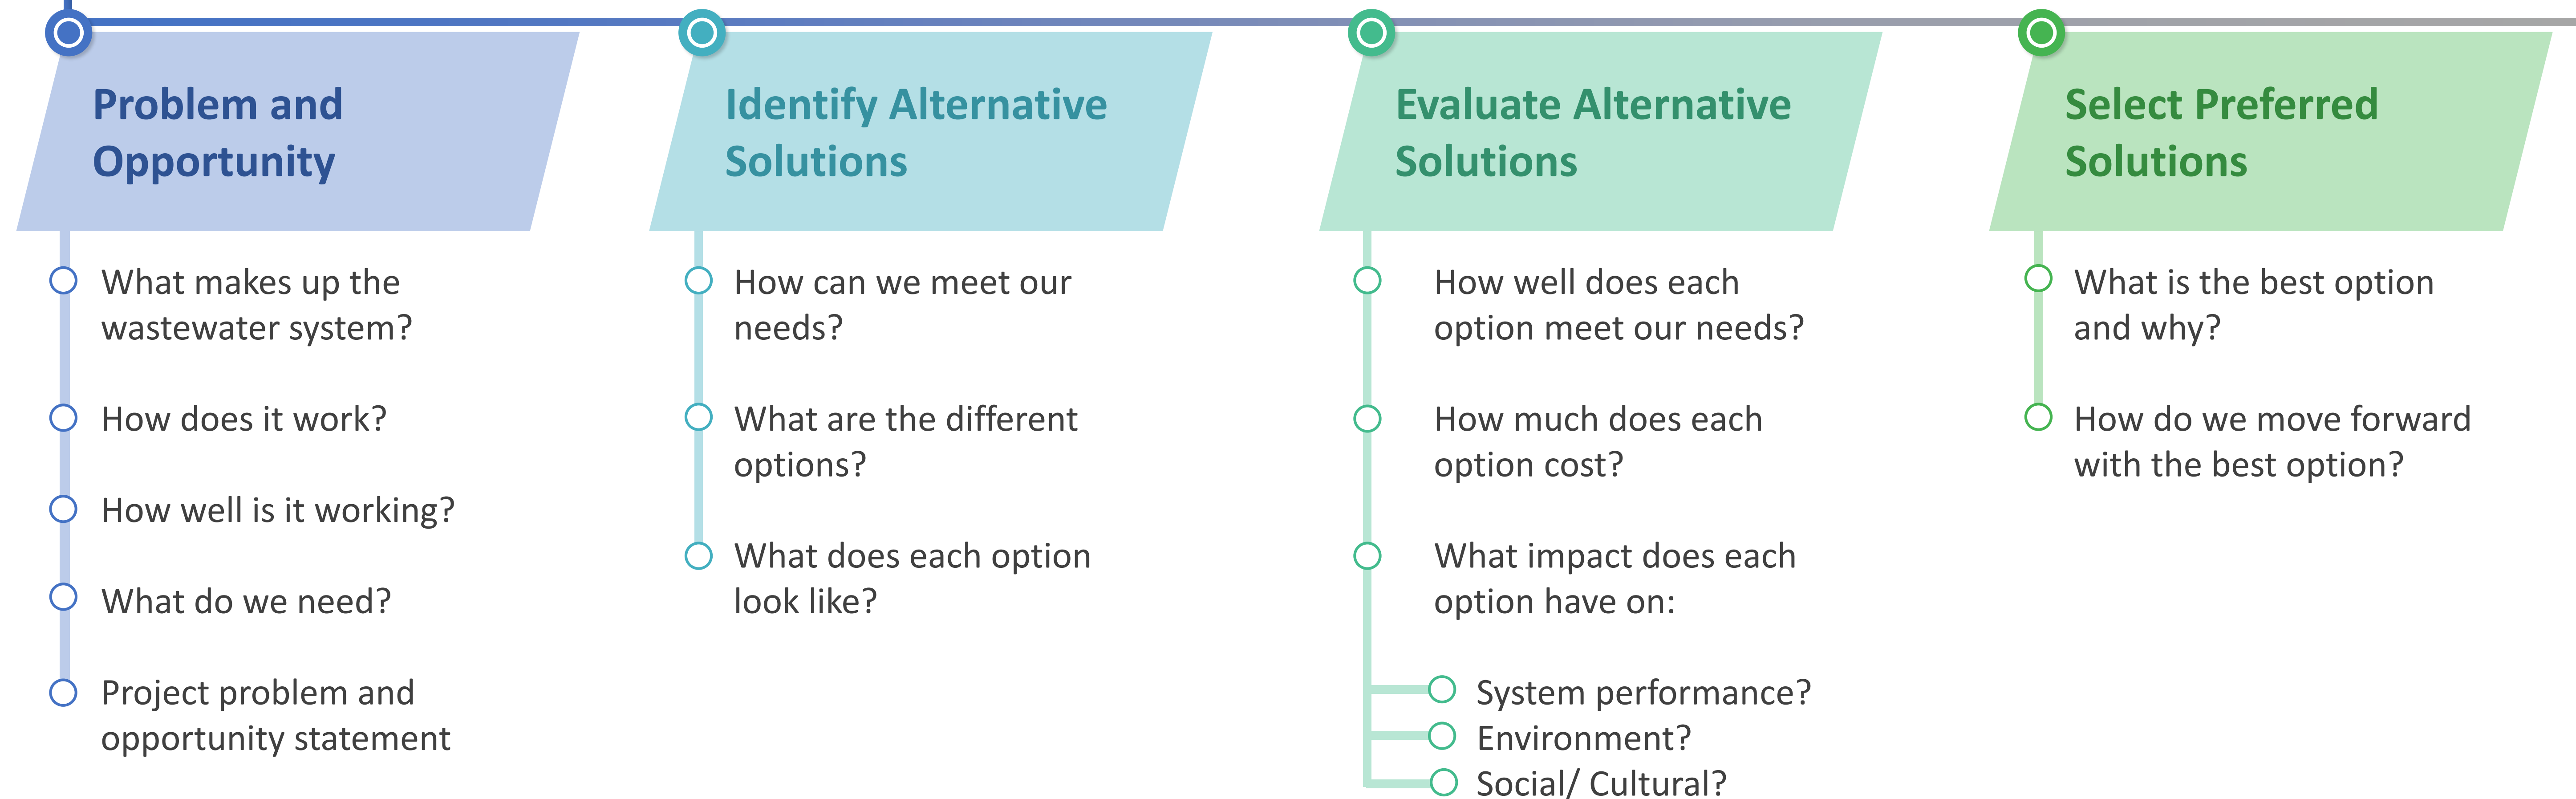 Problem and
Opportunity
What makes up the
wastewater system?
How does it work?
How well is it working?
What do we need?
Project problem and
opportunity statement
Identify Alternative
Solutions
How can we meet our
needs?
What are the different
options?
What does each option
look like?
Evaluate Alternative
Solutions
How well does each
option meet our needs?
How much does each
option cost?
What impact does each
option have on:
System performance?
Environment?
Social/ Cultural?
Select Preferred
Solutions
What is the best option
and why?
How do we move forward
with the best option?